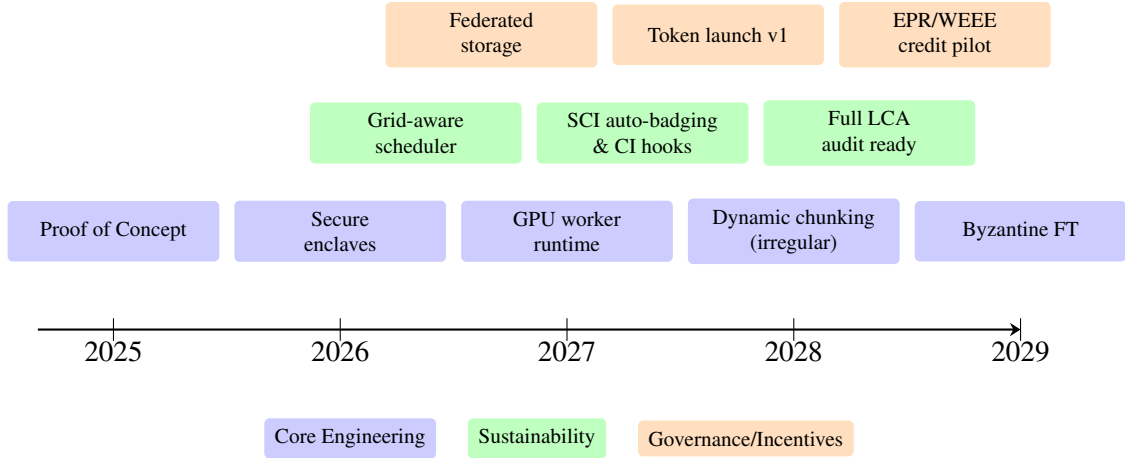 Federated
storage
Token launch v1
EPR/WEEE
credit pilot
Grid-aware
scheduler
SCI auto-badging
& CI hooks
Full LCA
audit ready
Proof of Concept
Secure
enclaves
GPU worker
runtime
Dynamic chunking
(irregular)
Byzantine FT
2025
2026
2027
2028
2029
Core Engineering
Sustainability
Governance/Incentives